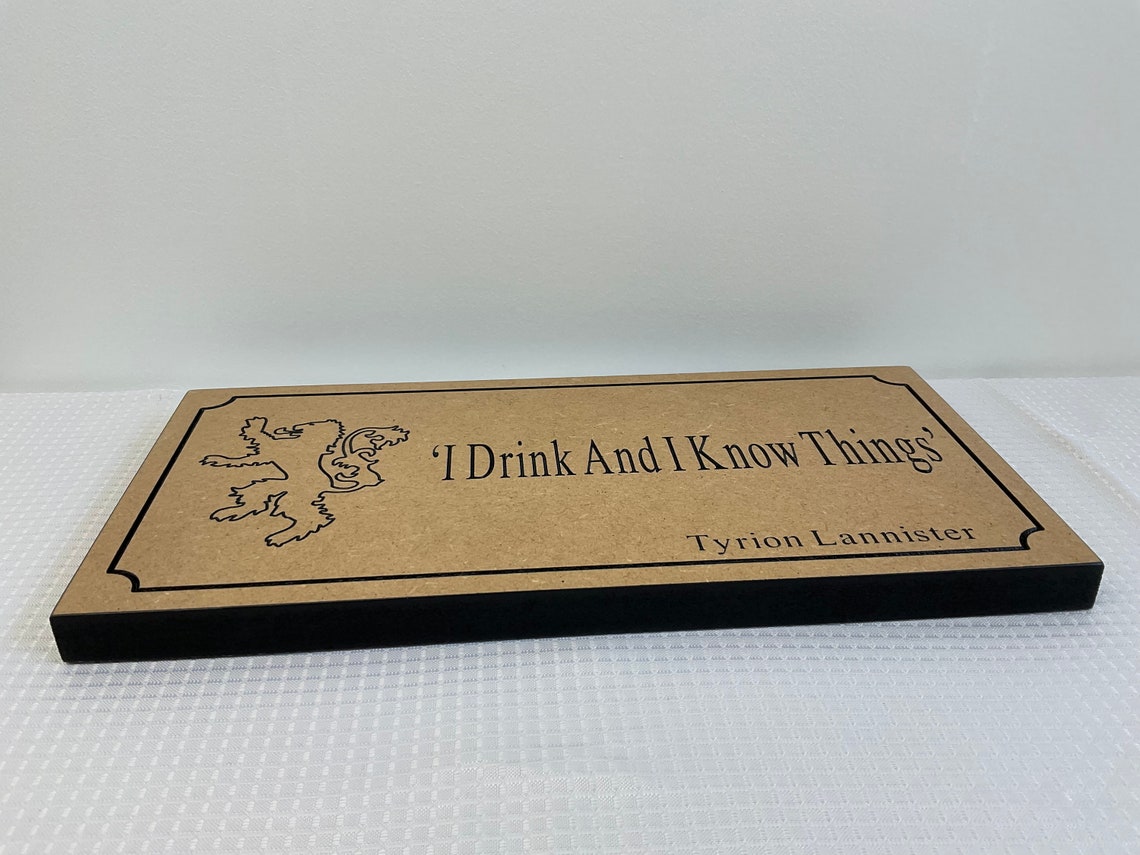 ‘I Drink And I Know Things’
Tyrion Lannister